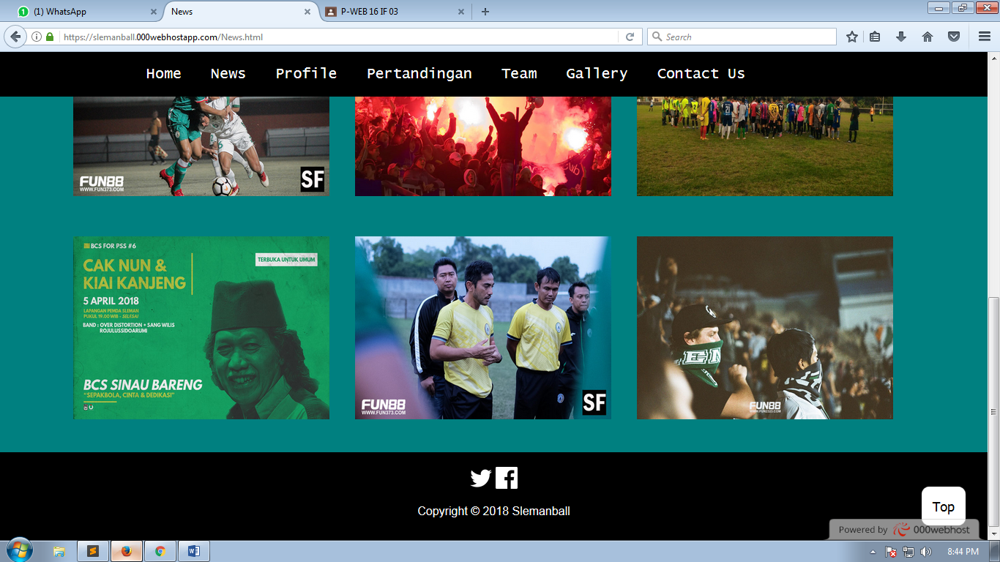 (1) WhatsApp
News
P-WEB 16 IF 03
https://slemanball.000webhostapp.com/News.html
Search
Home News Profile Pertandingan Team Gallery Contact Us
FUN88
WWW.FUN373.COM
SF
BCS FOR PSS #6
CAK NUN &
KIAI KANJENG
TERBUKA UNTUK UMUM
5 APRIL 2018
LAPANGAN PEMDA SLEMAN
PUKUL 19.00 WIB - SELESAI
BAND : OVER DISTORTION + SANG WILIS
ROJULUSSIDOARUMI
BCS SINAU BARENG
"SEPAKBOLA, CINTA & DEDIKASI"
FUN88
WWW.FUN373.COM
SF
FUN88
Copyright © 2018 Slemanball
Top
Powered by 000webhost
8:44 PM